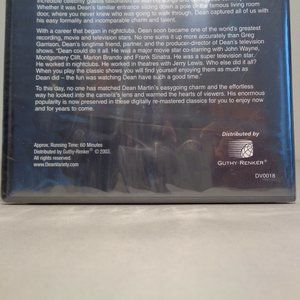 Whether it was Dean's familiar entrance sliding down a pole or the famous living room
door, where you never knew who was going to walk through, Dean captured all of us with
his easy formality and incomparable charm and talent.
With a career that began in nightclubs, Dean soon became one of the world's greatest
recording, movie and television stars. No one sums it up more accurately than Greg
Garrison, Dean's longtime friend, partner, and the producer-director of Dean's television
shows. "Dean could do it all. He was a major movie star co-starring with John Wayne,
Montgomery Clift, Marlon Brando and Frank Sinatra. He was a super television star.
He worked in nightclubs. He worked in theatres with Jerry Lewis. Who else did it all?
When you play the classic shows you will find yourself enjoying them as much as
Dean did – the fun was watching Dean have such a good time."
To this day, no one has matched Dean Martin's easygoing charm and the effortless
way he looked into the camera's lens and warmed the hearts of viewers. His enormous
popularity is now preserved in these digitally re-mastered classics for you to enjoy now
and for years to come.
Approx. Running Time: 60 Minutes
Distributed by Guthy-Renker® © 2003.
All rights reserved.
www.DeanVariety.com
Distributed by
GUTHY-RENKER®
DV0018